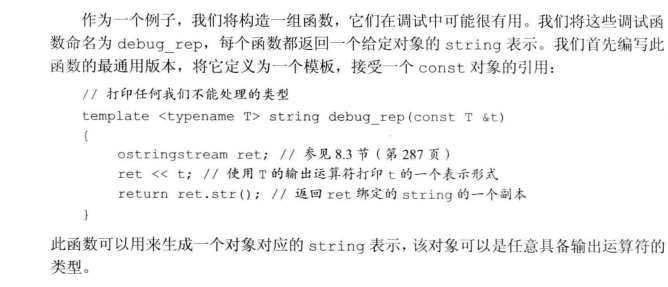 作为一个例子，我们将构造一组函数，它们在调试中可能很有用。我们将这些调试函
数命名为 debug_rep，每个函数都返回一个给定对象的 string 表示。我们首先编写此
函数的最通用版本，将它定义为一个模板，接受一个 const 对象的引用：
// 打印任何我们不能处理的类型
template <typename T> string debug_rep(const T &t)
{
ostringstream ret; // 参见 8.3 节（第 287 页）
ret << t; // 使用 T 的输出运算符打印 t 的一个表示形式
return ret.str(); // 返回 ret 绑定的 string 的一个副本
}
此函数可以用来生成一个对象对应的 string 表示，该对象可以是任意具备输出运算符的
类型。